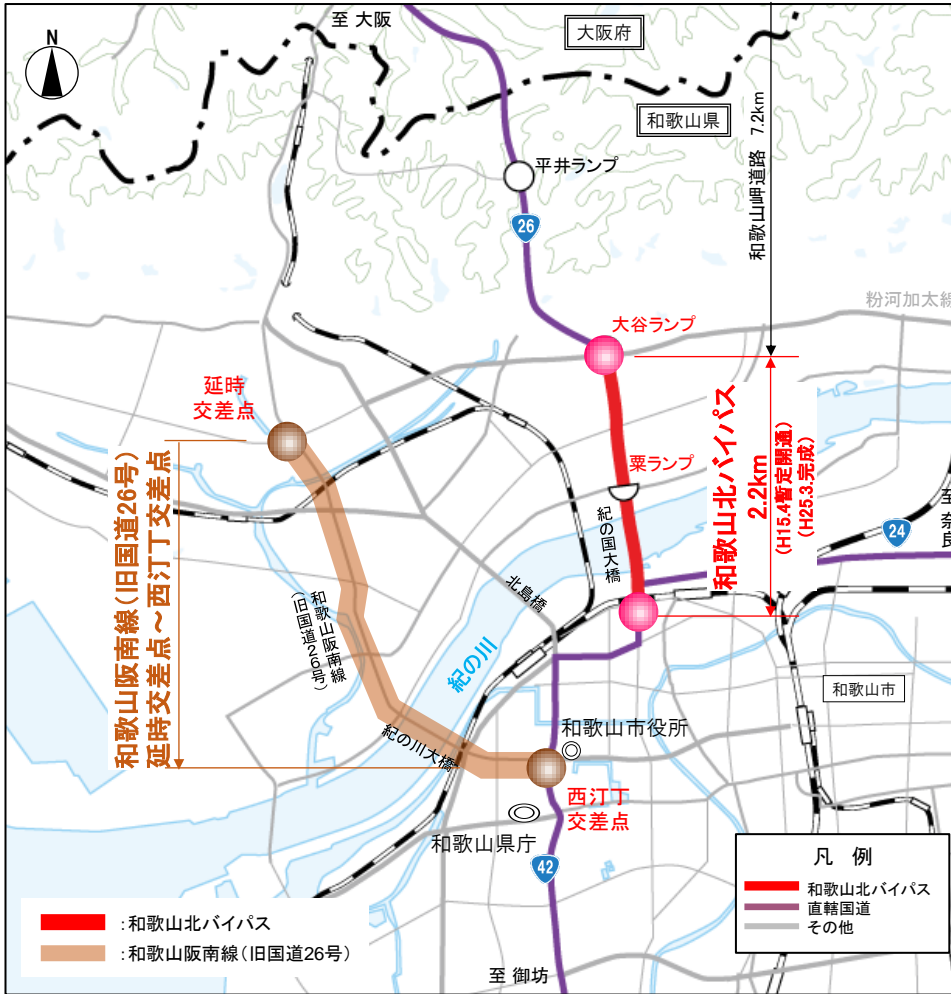 至 大阪
大阪府
N
和歌山県
和歌山岬道路 7.2km
平井ランプ
26
粉河加太線
大谷ランプ
延時
交差点
和歌山北バイパス
2.2km
(H15.4暫定開通)
(H25.3.完成)
粟ランプ
紀の国大橋
至 奈良
24
和歌山阪南線(旧国道26号)
延時交差点～西汀丁交差点
北島橋
和歌山阪南線
(旧国道26号)
紀の川
和歌山市
紀の川大橋
和歌山市役所
西汀丁
交差点
和歌山県庁
42
凡 例
和歌山北バイパス
直轄国道
その他
:和歌山北バイパス
:和歌山阪南線(旧国道26号)
至 御坊